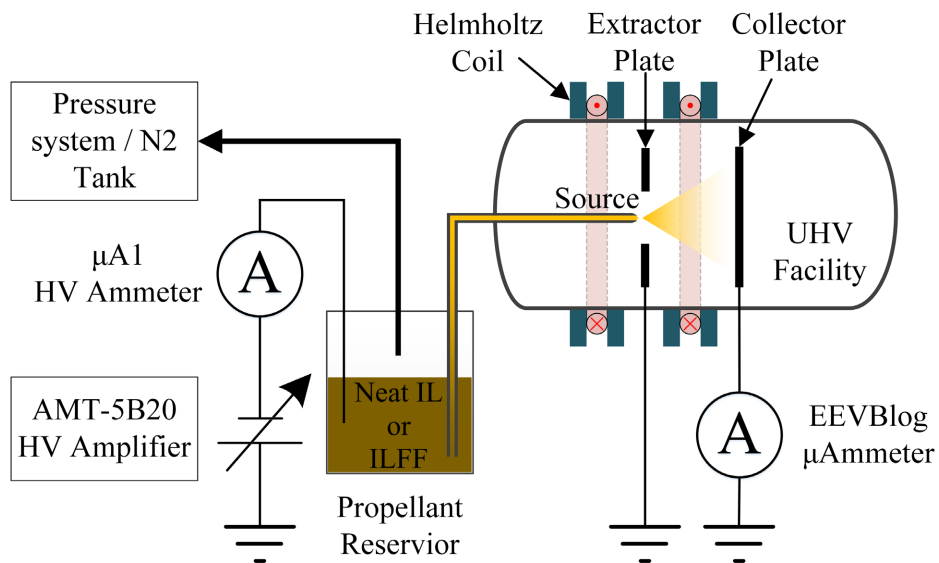 Helmholtz
Coil
Extractor
Plate
Collector
Plate
Pressure
system / N2
Tank
Source
UHV
Facility
A
μA1
HV Ammeter
AMT-5B20
HV Amplifier
Neat IL
or
ILFF
A
EEVBlog
μAmmeter
Propellant
Reservior